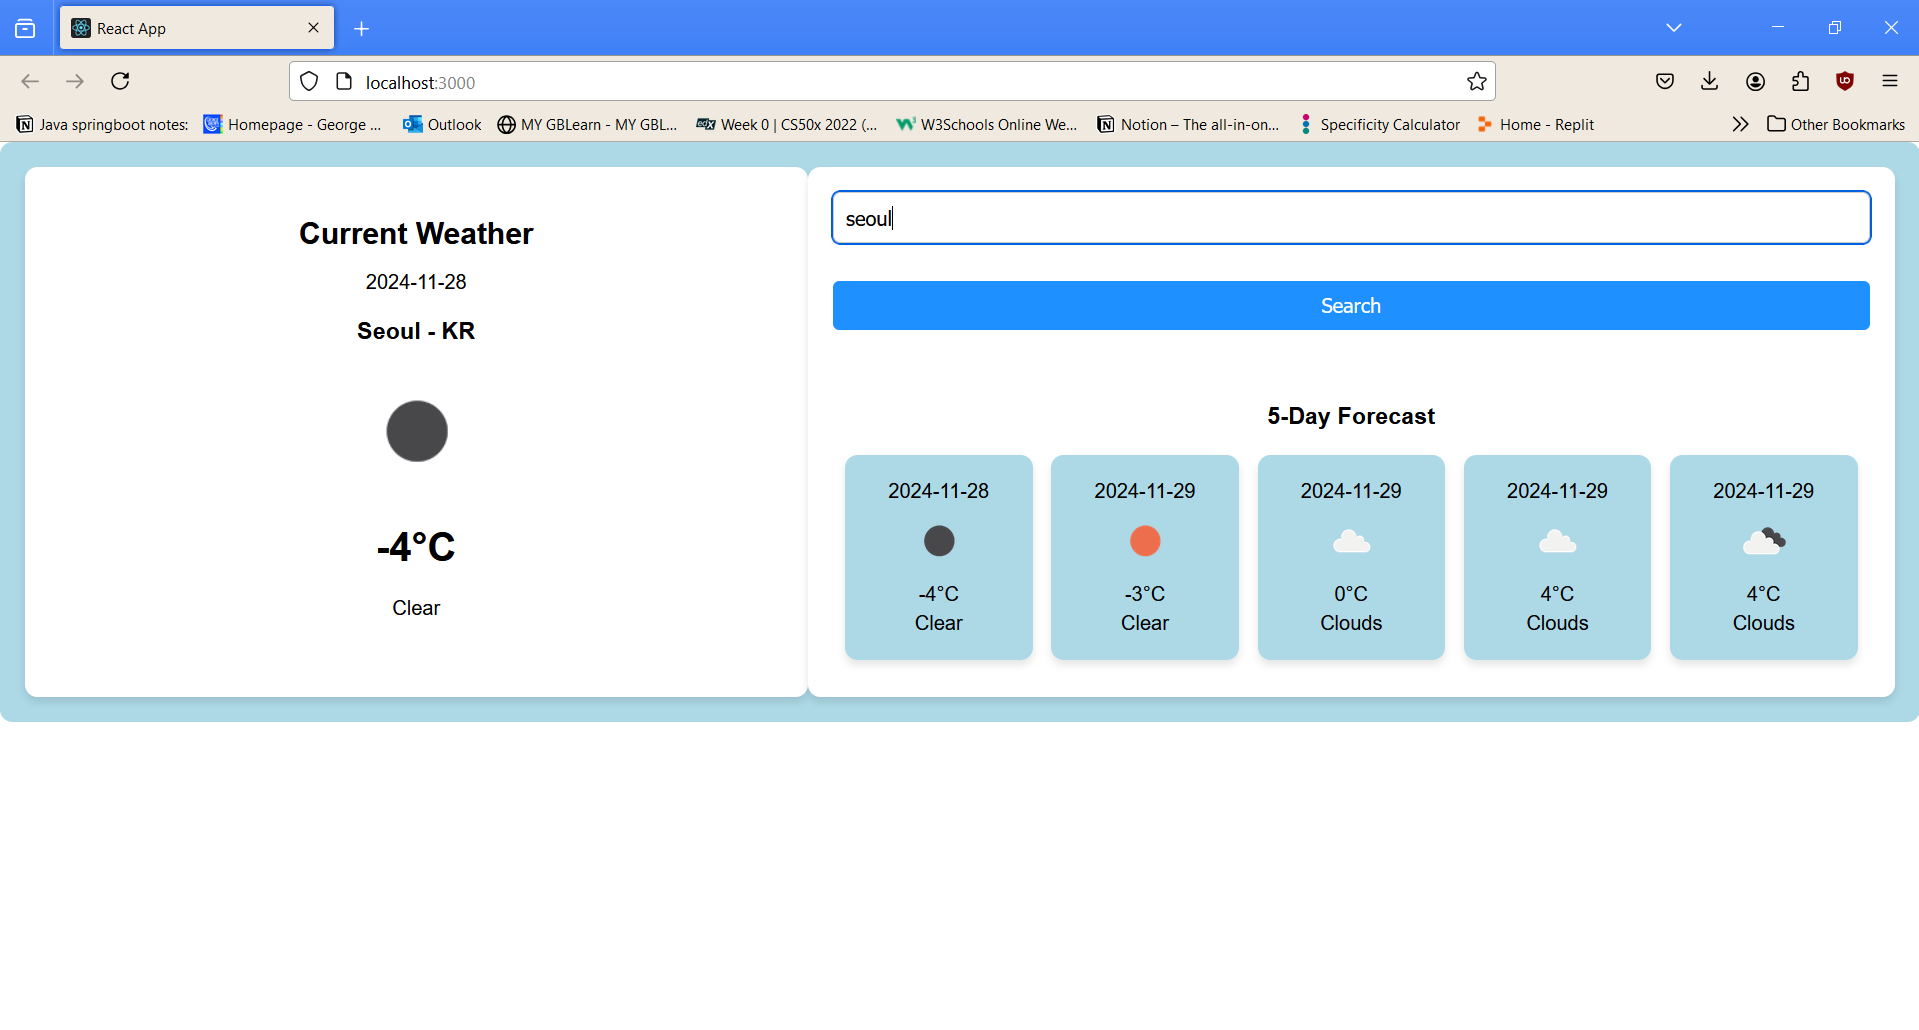 React App
localhost:3000
Java springboot notes:
Homepage - George ...
Outlook
MY GBLearn - MY GBL...
edX
Week 0 | CS50x 2022 (...
W3Schools Online We...
Notion – The all-in-on...
Specificity Calculator
Home - Replit
Other Bookmarks
Current Weather
2024-11-28
Seoul - KR
-4°C
Clear
seoul
Search
5-Day Forecast
2024-11-28
-4°C
Clear
2024-11-29
-3°C
Clear
2024-11-29
0°C
Clouds
2024-11-29
4°C
Clouds
2024-11-29
4°C
Clouds